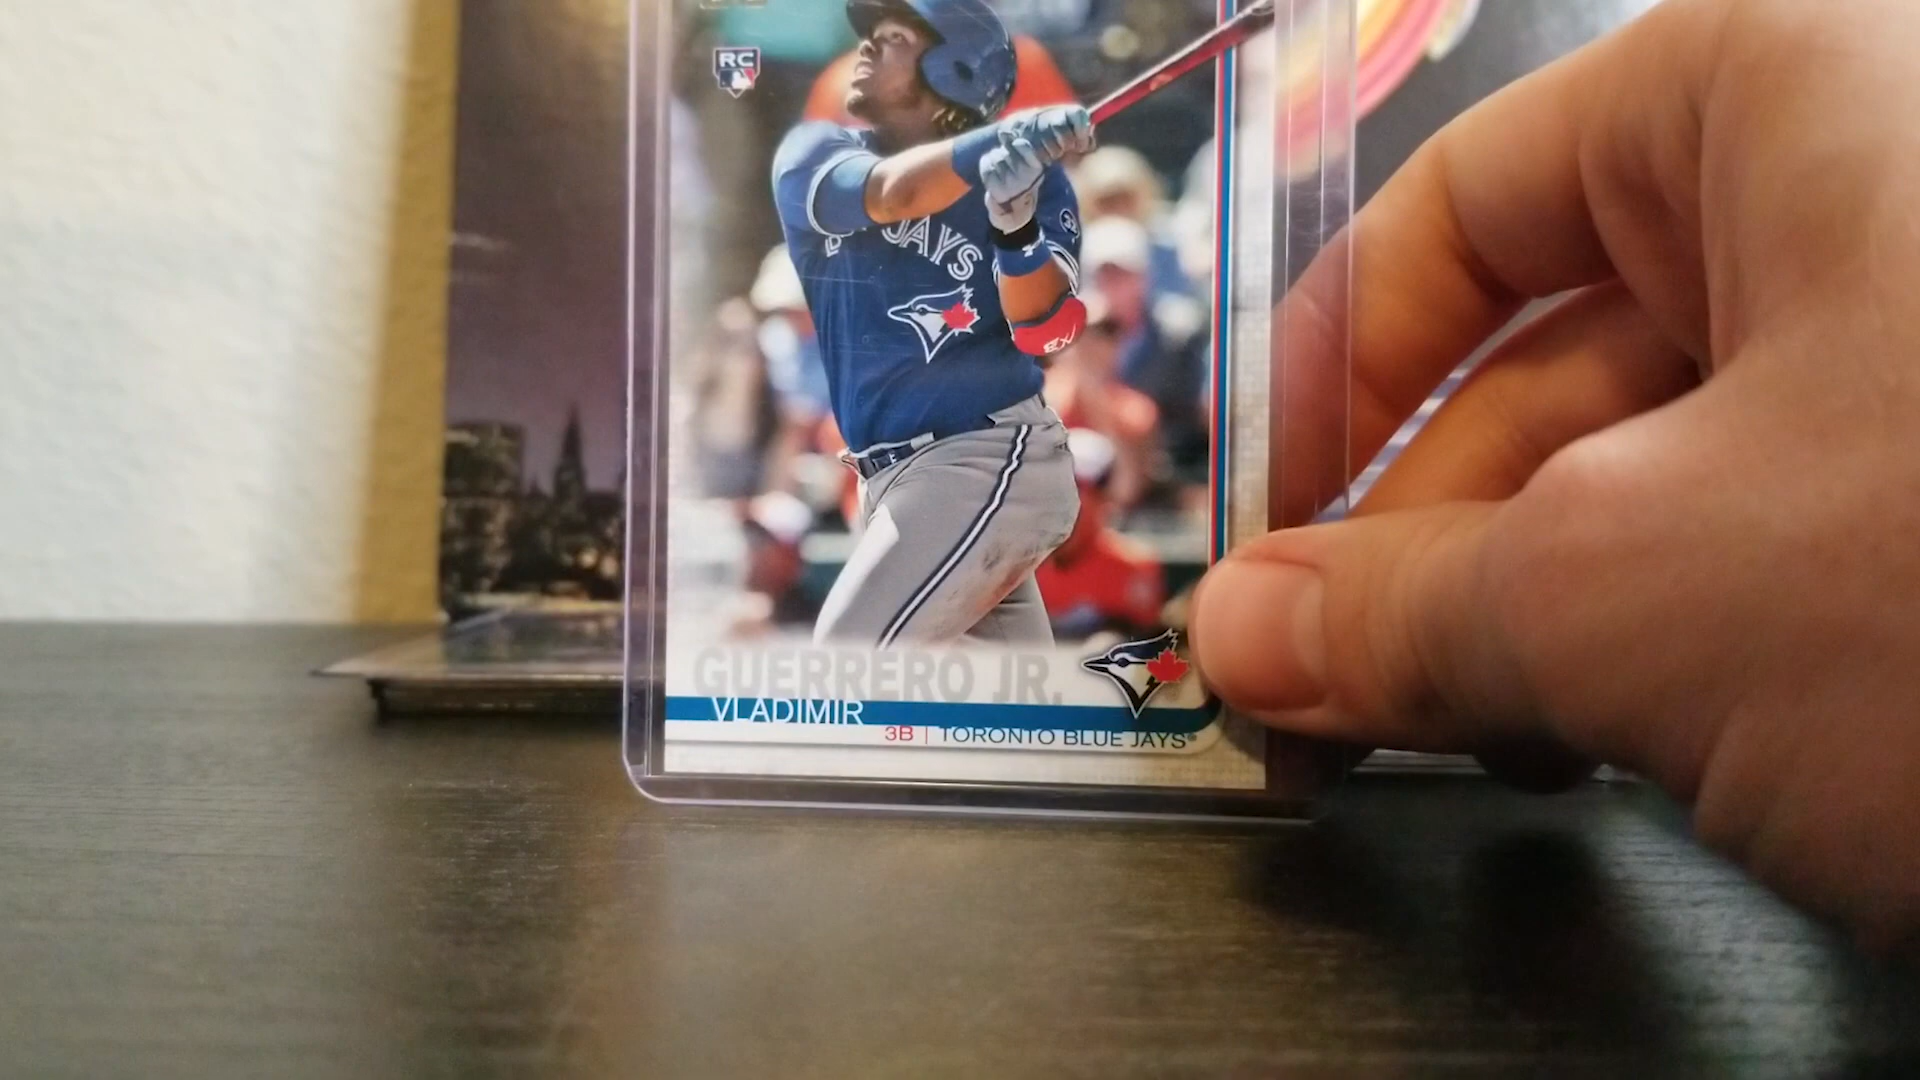 RC
JAYS
GUERRERO JR.
VLADIMIR
3B | TORONTO BLUE JAYS